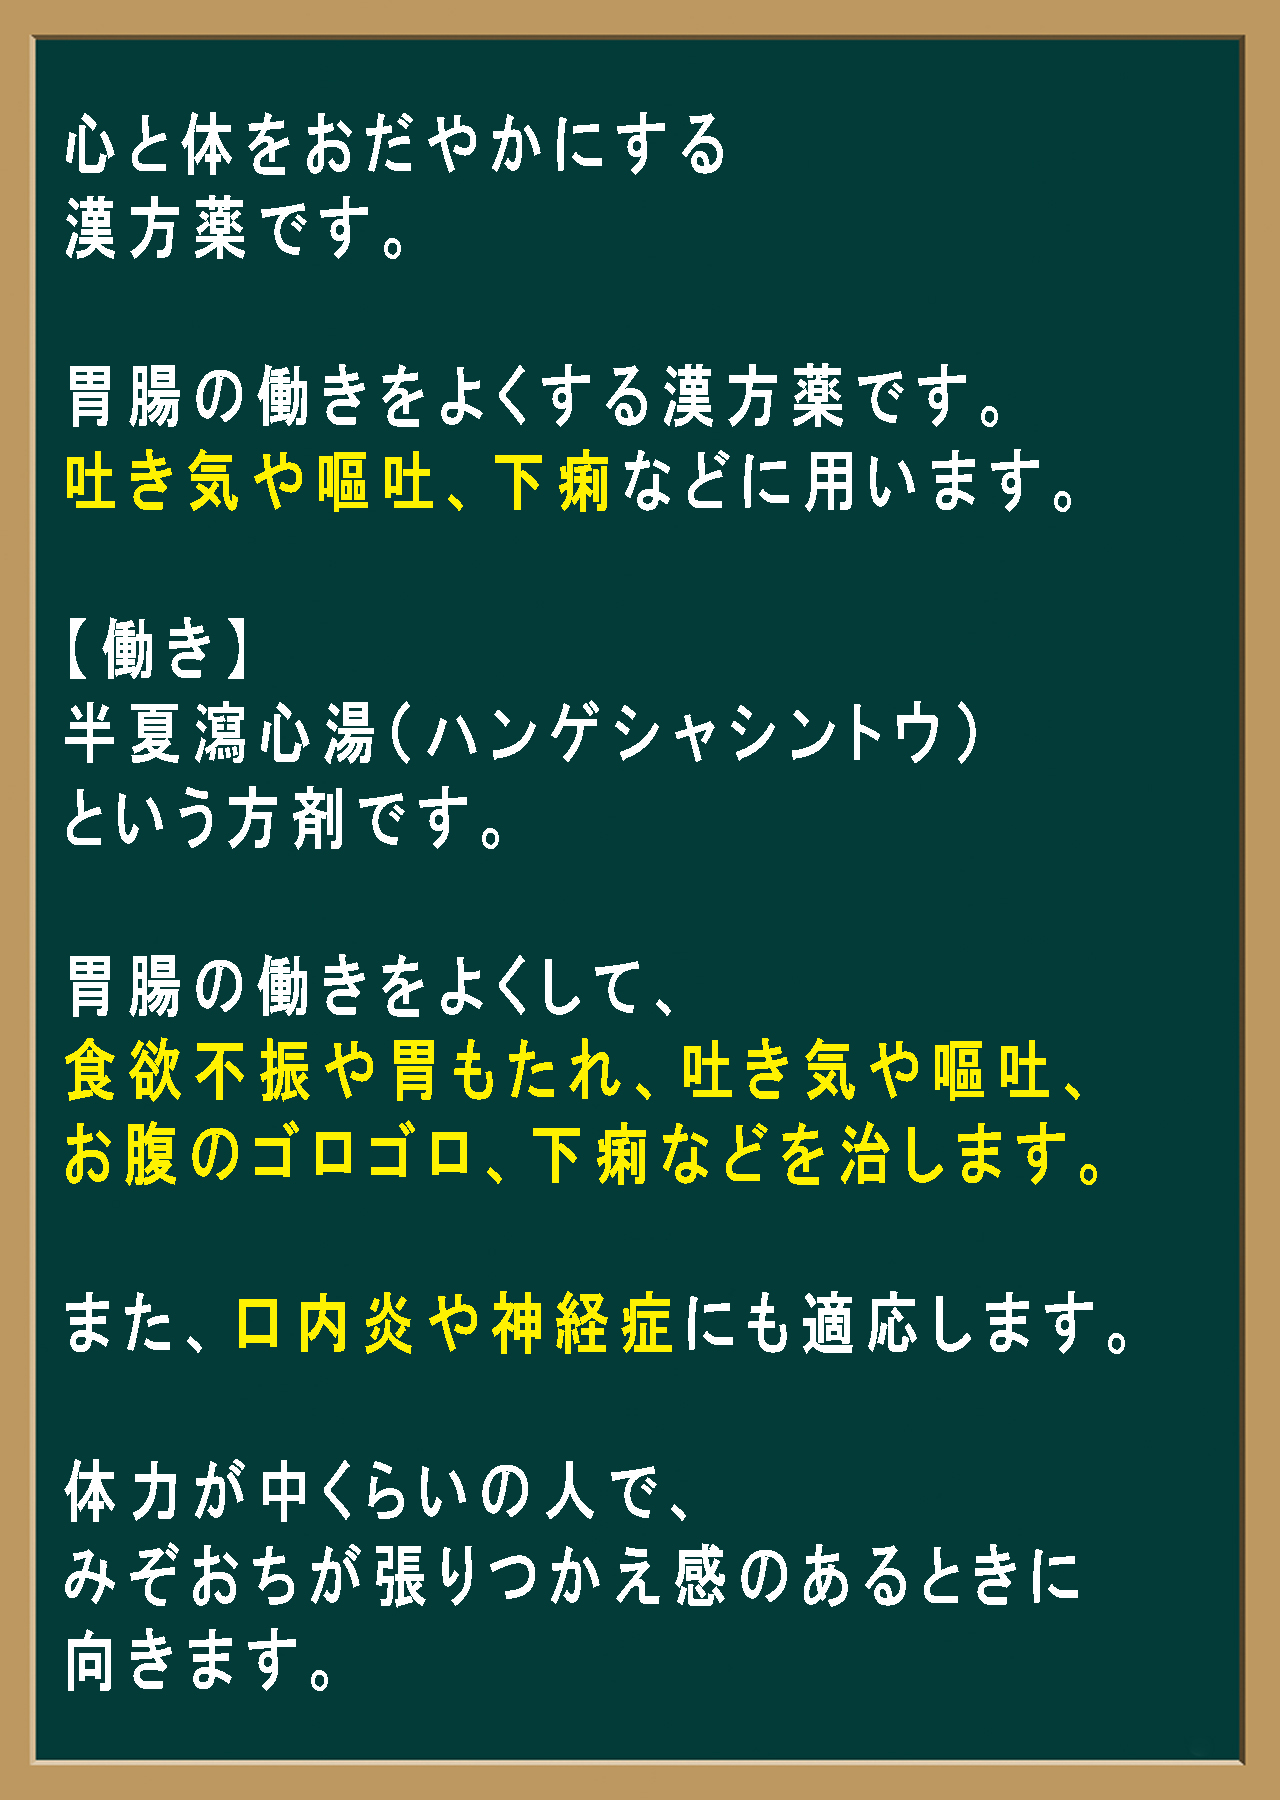 心と体をおだやかにする
漢方薬です。
胃腸の働きをよくする漢方薬です。
吐き気や嘔吐、下痢などに用います。
【働き】
半夏瀉心湯(ハンゲシャシントウ)
という方剤です。
胃腸の働きをよくして、
食欲不振や胃もたれ、吐き気や嘔吐、
お腹のゴロゴロ、下痢などを治します。
また、口内炎や神経症にも適応します。
体力が中くらいの人で、
みぞおちが張りつかえ感のあるときに
向きます。